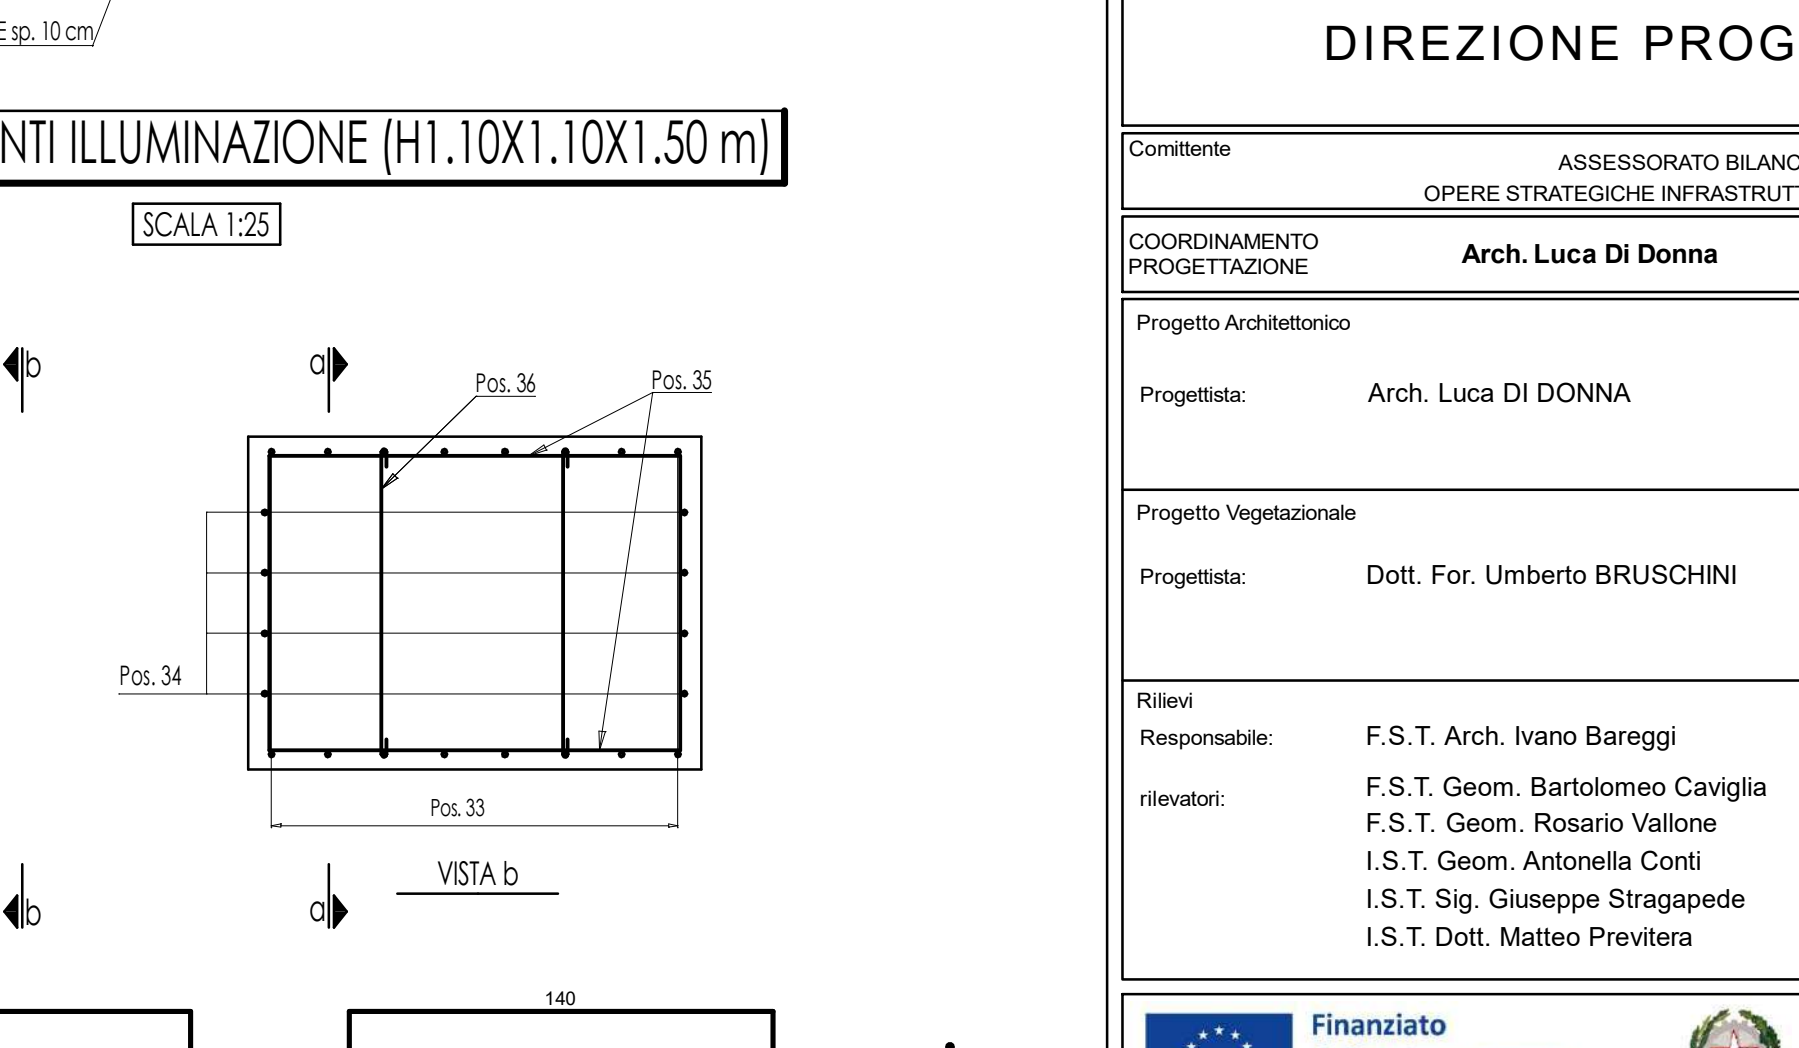 E sp. 10 cm
NTI ILLUMINAZIONE (H1.10X1.10X1.50 m)
SCALA 1:25
b
a
Pos. 36
Pos. 35
Pos. 34
Pos. 33
VISTA b
b
a
140
DIREZIONE PROG
Comittente
ASSESSORATO BILANC
OPERE STRATEGICHE INFRASTRUTT
COORDINAMENTO
PROGETTAZIONE
Arch. Luca Di Donna
Progetto Architettonico
Progettista: Arch. Luca DI DONNA
Progetto Vegetazionale
Progettista: Dott. For. Umberto BRUSCHINI
Rilievi
Responsabile: F.S.T. Arch. Ivano Bareggi
rilevatori: F.S.T. Geom. Bartolomeo Caviglia
F.S.T. Geom. Rosario Vallone
I.S.T. Geom. Antonella Conti
I.S.T. Sig. Giuseppe Stragapede
I.S.T. Dott. Matteo Previtera
Finanziato